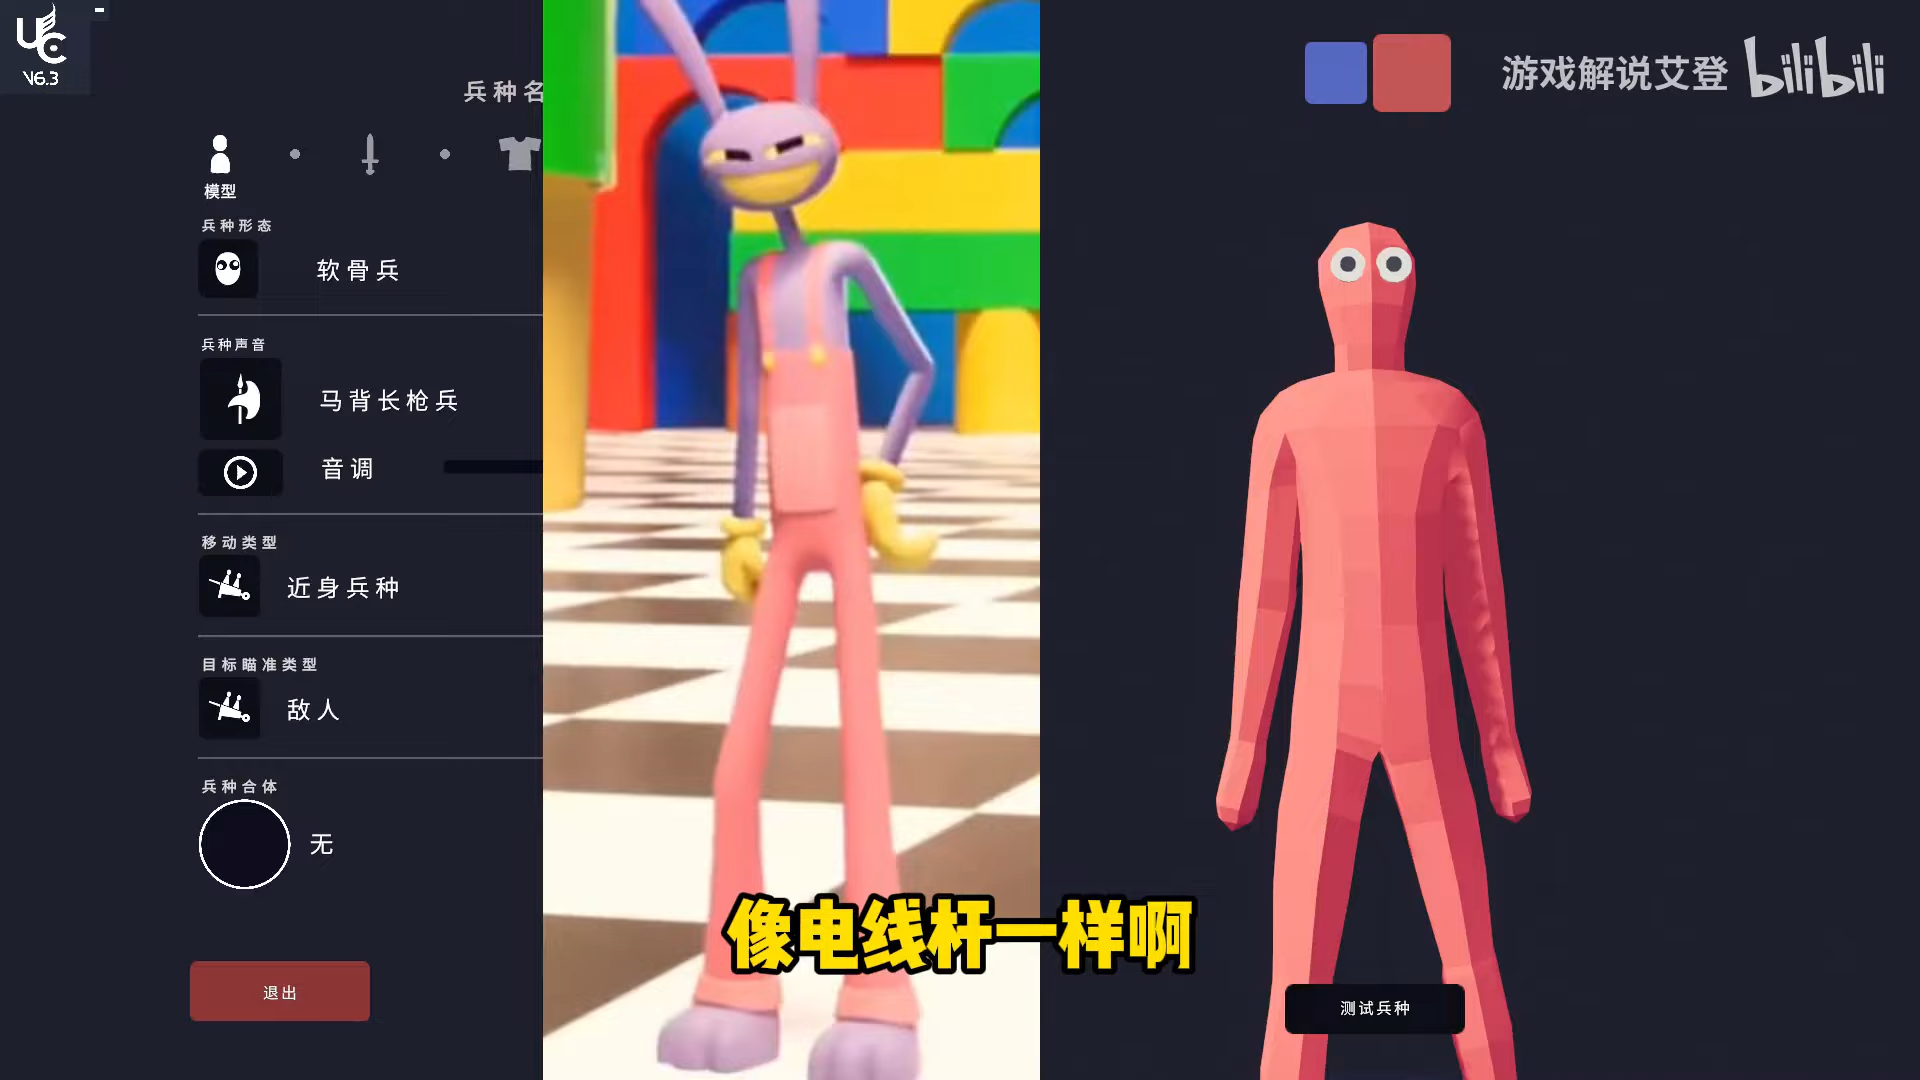 UC
V6.3
兵种名
游戏解说艾登 bilibili
模型
兵种形态
软骨兵
兵种声音
马背长枪兵
音调
移动类型
近身兵种
目标瞄准类型
敌人
兵种合体
无
像电线杆一样啊
退出
测试兵种